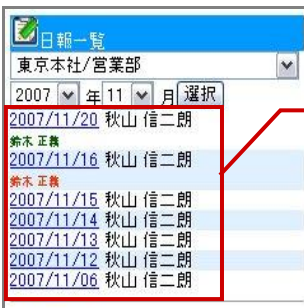 日報一覧
東京本社/営業部
2007 年 11 月 選択
2007/11/20 秋山 信二朗
鈴木 正義
2007/11/16 秋山 信二朗
鈴木 正義
2007/11/15 秋山 信二朗
2007/11/14 秋山 信二朗
2007/11/13 秋山 信二朗
2007/11/12 秋山 信二朗
2007/11/06 秋山 信二朗